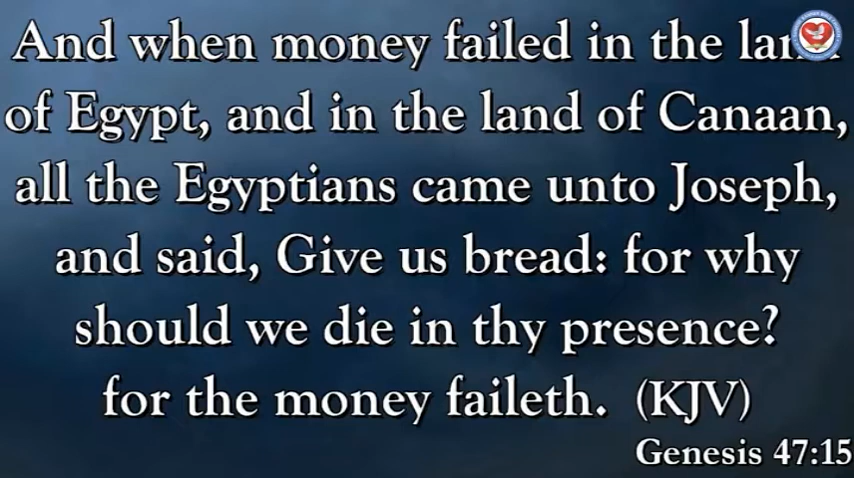 And when money failed in the land
of Egypt, and in the land of Canaan,
all the Egyptians came unto Joseph,
and said, Give us bread: for why
should we die in thy presence?
for the money faileth. (KJV)
Genesis 47:15